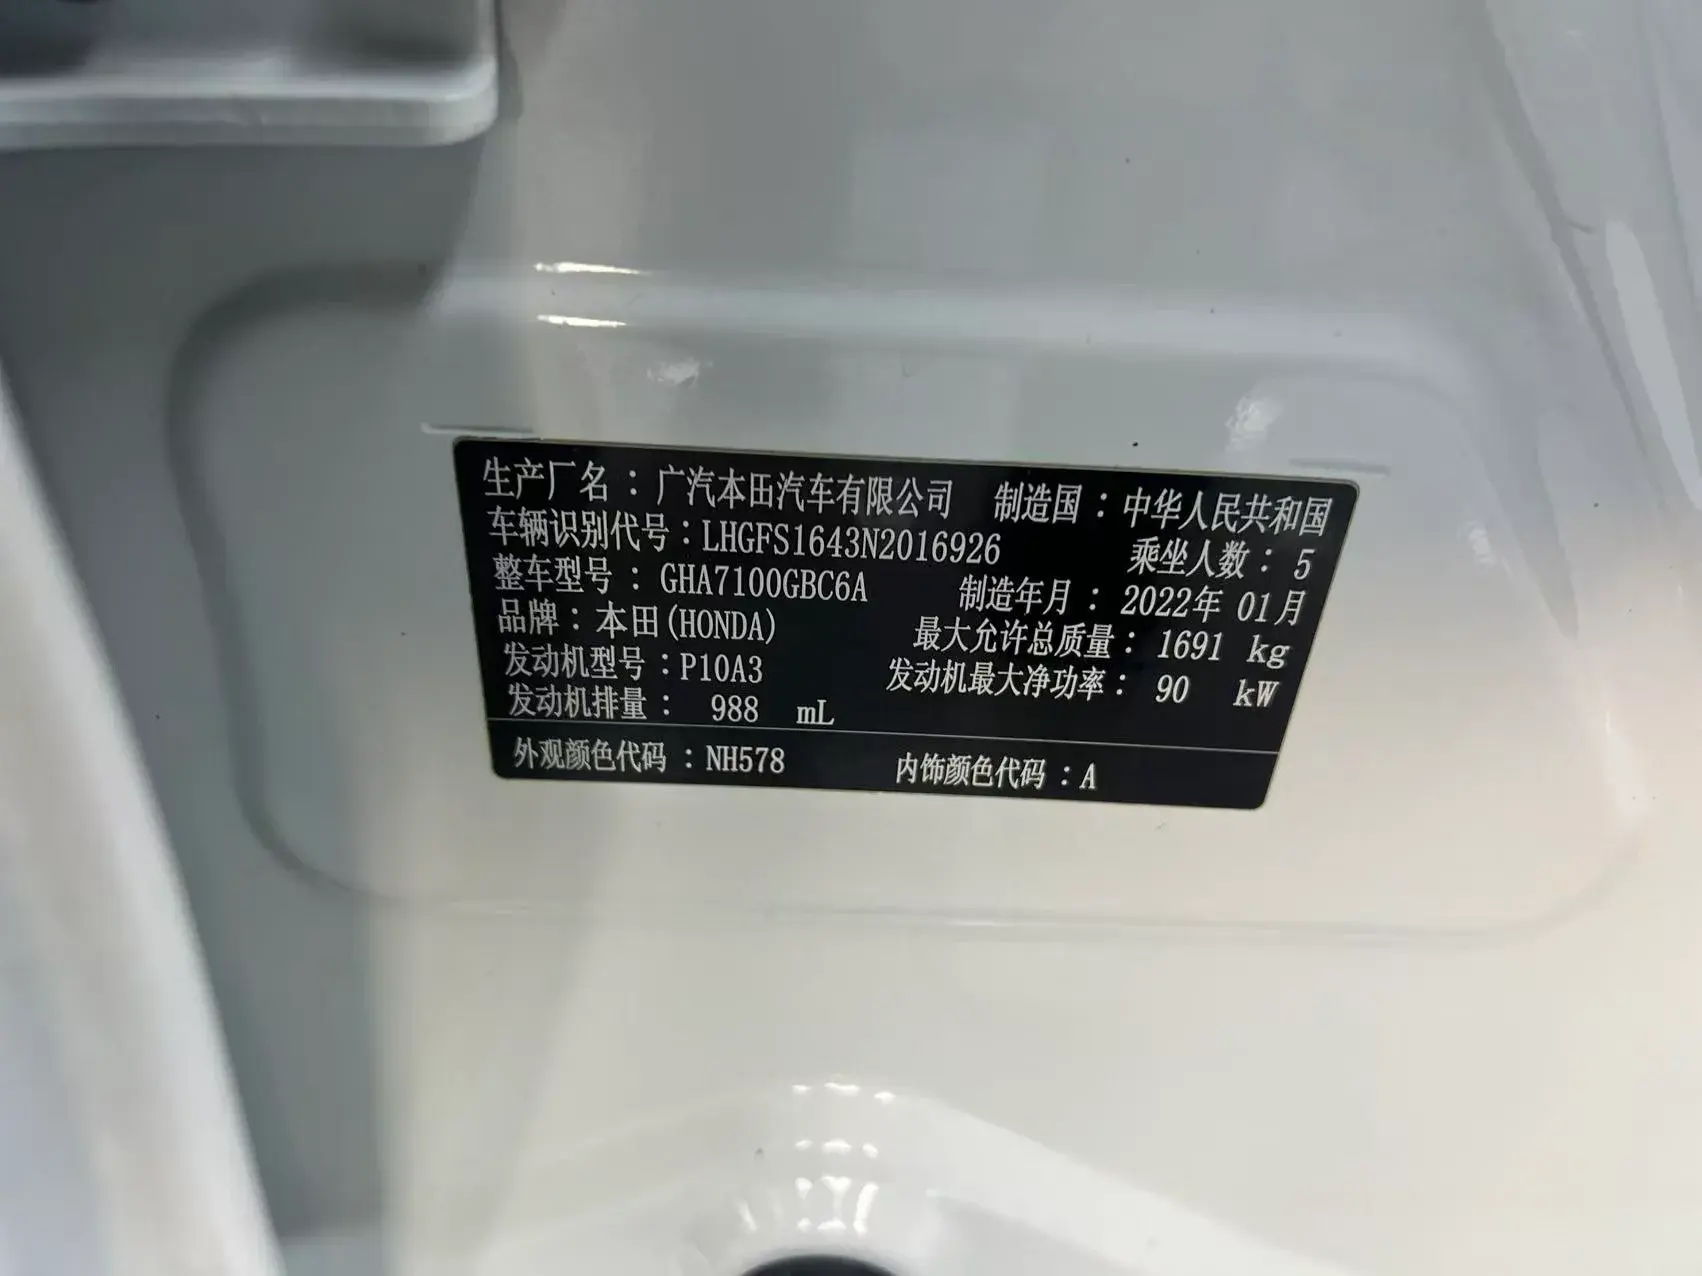 生产厂名：广汽本田汽车有限公司 制造国：中华人民共和国
车辆识别代号：LHGFS1643N2016926 乘坐人数：5
整车型号：GHA7100GBC6A 制造年月：2022年 01月
品牌：本田(HONDA) 最大允许总质量：1691 kg
发动机型号：P10A3 发动机最大净功率：90 kW
发动机排量：988 mL
外观颜色代码：NH578 内饰颜色代码：A